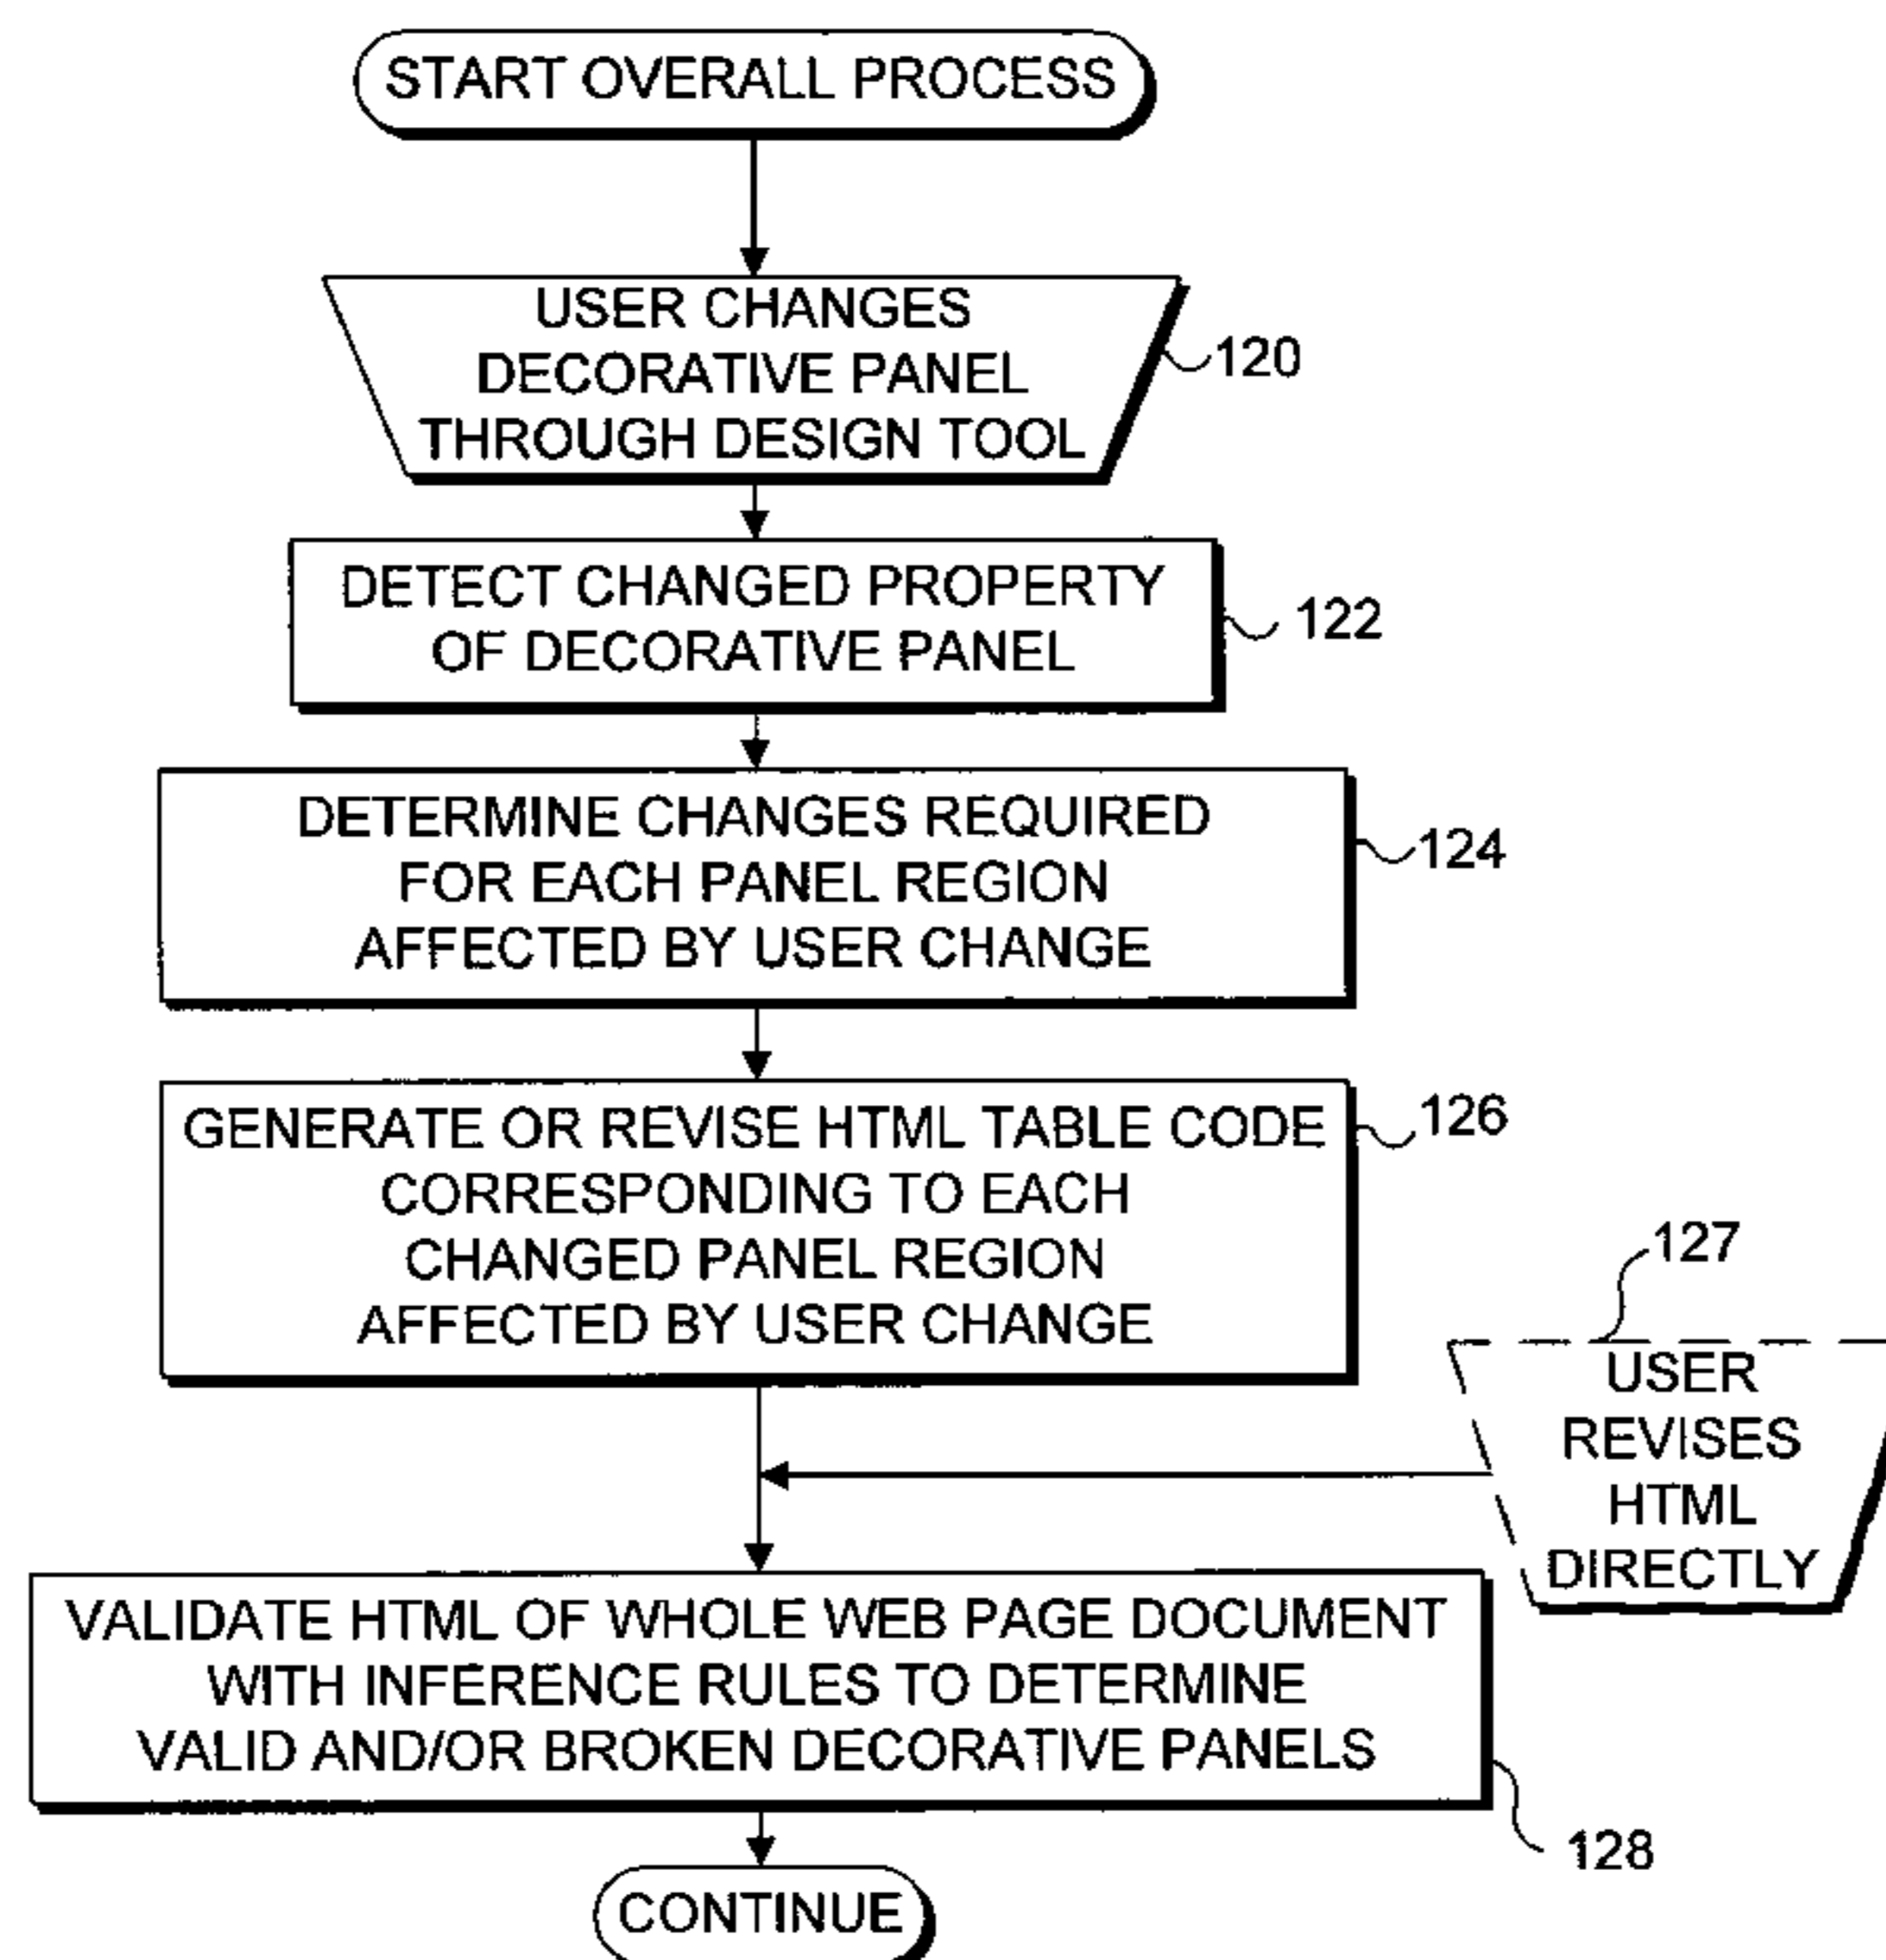 START OVERALL PROCESS
USER CHANGES
DECORATIVE PANEL
THROUGH DESIGN TOOL
120
DETECT CHANGED PROPERTY
OF DECORATIVE PANEL
122
DETERMINE CHANGES REQUIRED
FOR EACH PANEL REGION
AFFECTED BY USER CHANGE
124
GENERATE OR REVISE HTML TABLE CODE
CORRESPONDING TO EACH
CHANGED PANEL REGION
AFFECTED BY USER CHANGE
126
127
USER
REVISES
HTML
DIRECTLY
VALIDATE HTML OF WHOLE WEB PAGE DOCUMENT
WITH INFERENCE RULES TO DETERMINE
VALID AND/OR BROKEN DECORATIVE PANELS
128
CONTINUE